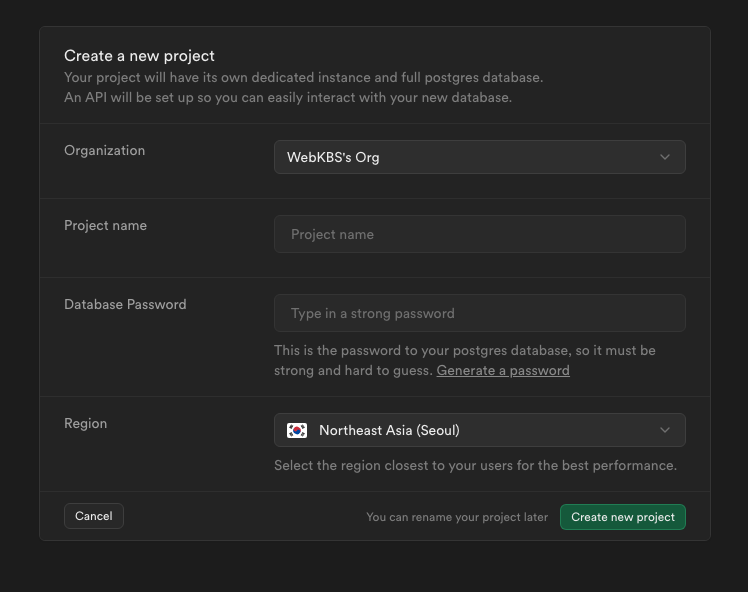 Create a new project
Your project will have its own dedicated instance and full postgres database.
An API will be set up so you can easily interact with your new database.
Organization
WebKBS's Org
Project name
Project name
Database Password
Type in a strong password
This is the password to your postgres database, so it must be
strong and hard to guess. Generate a password
Region
Northeast Asia (Seoul)
Select the region closest to your users for the best performance.
Cancel
You can rename your project later
Create new project